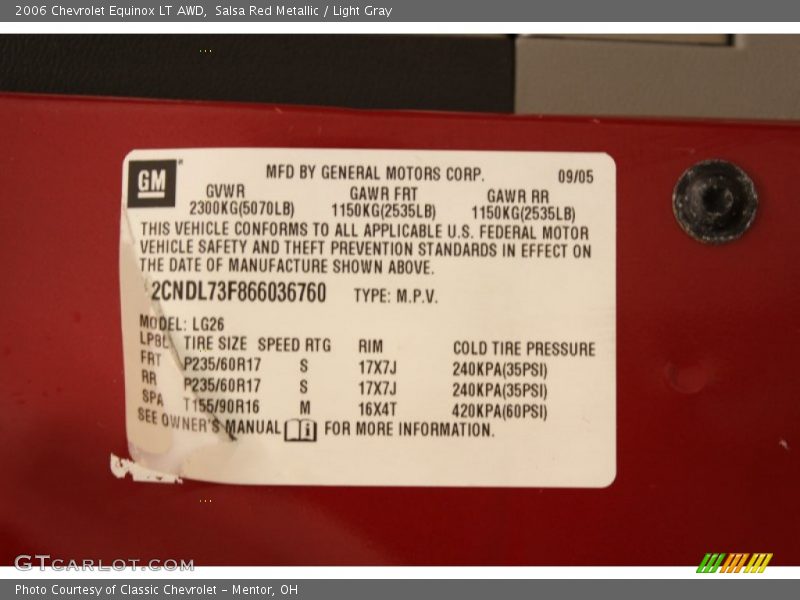 2006 Chevrolet Equinox LT AWD, Salsa Red Metallic / Light Gray
GM
MFD BY GENERAL MOTORS CORP. 09/05
GVWR GAWR FRT GAWR RR
2300KG(5070LB) 1150KG(2535LB) 1150KG(2535LB)
THIS VEHICLE CONFORMS TO ALL APPLICABLE U.S. FEDERAL MOTOR
VEHICLE SAFETY AND THEFT PREVENTION STANDARDS IN EFFECT ON
THE DATE OF MANUFACTURE SHOWN ABOVE.
2CNDL73F866036760 TYPE: M.P.V.
MODEL: LG26
LPBL TIRE SIZE SPEED RTG RIM COLD TIRE PRESSURE
FRT P235/60R17 S 17X7J 240KPA(35PSI)
RR P235/60R17 S 17X7J 240KPA(35PSI)
SPA T155/90R16 M 16X4T 420KPA(60PSI)
SEE OWNER'S MANUAL i FOR MORE INFORMATION.
GTCARLOT.COM
Photo Courtesy of Classic Chevrolet - Mentor, OH